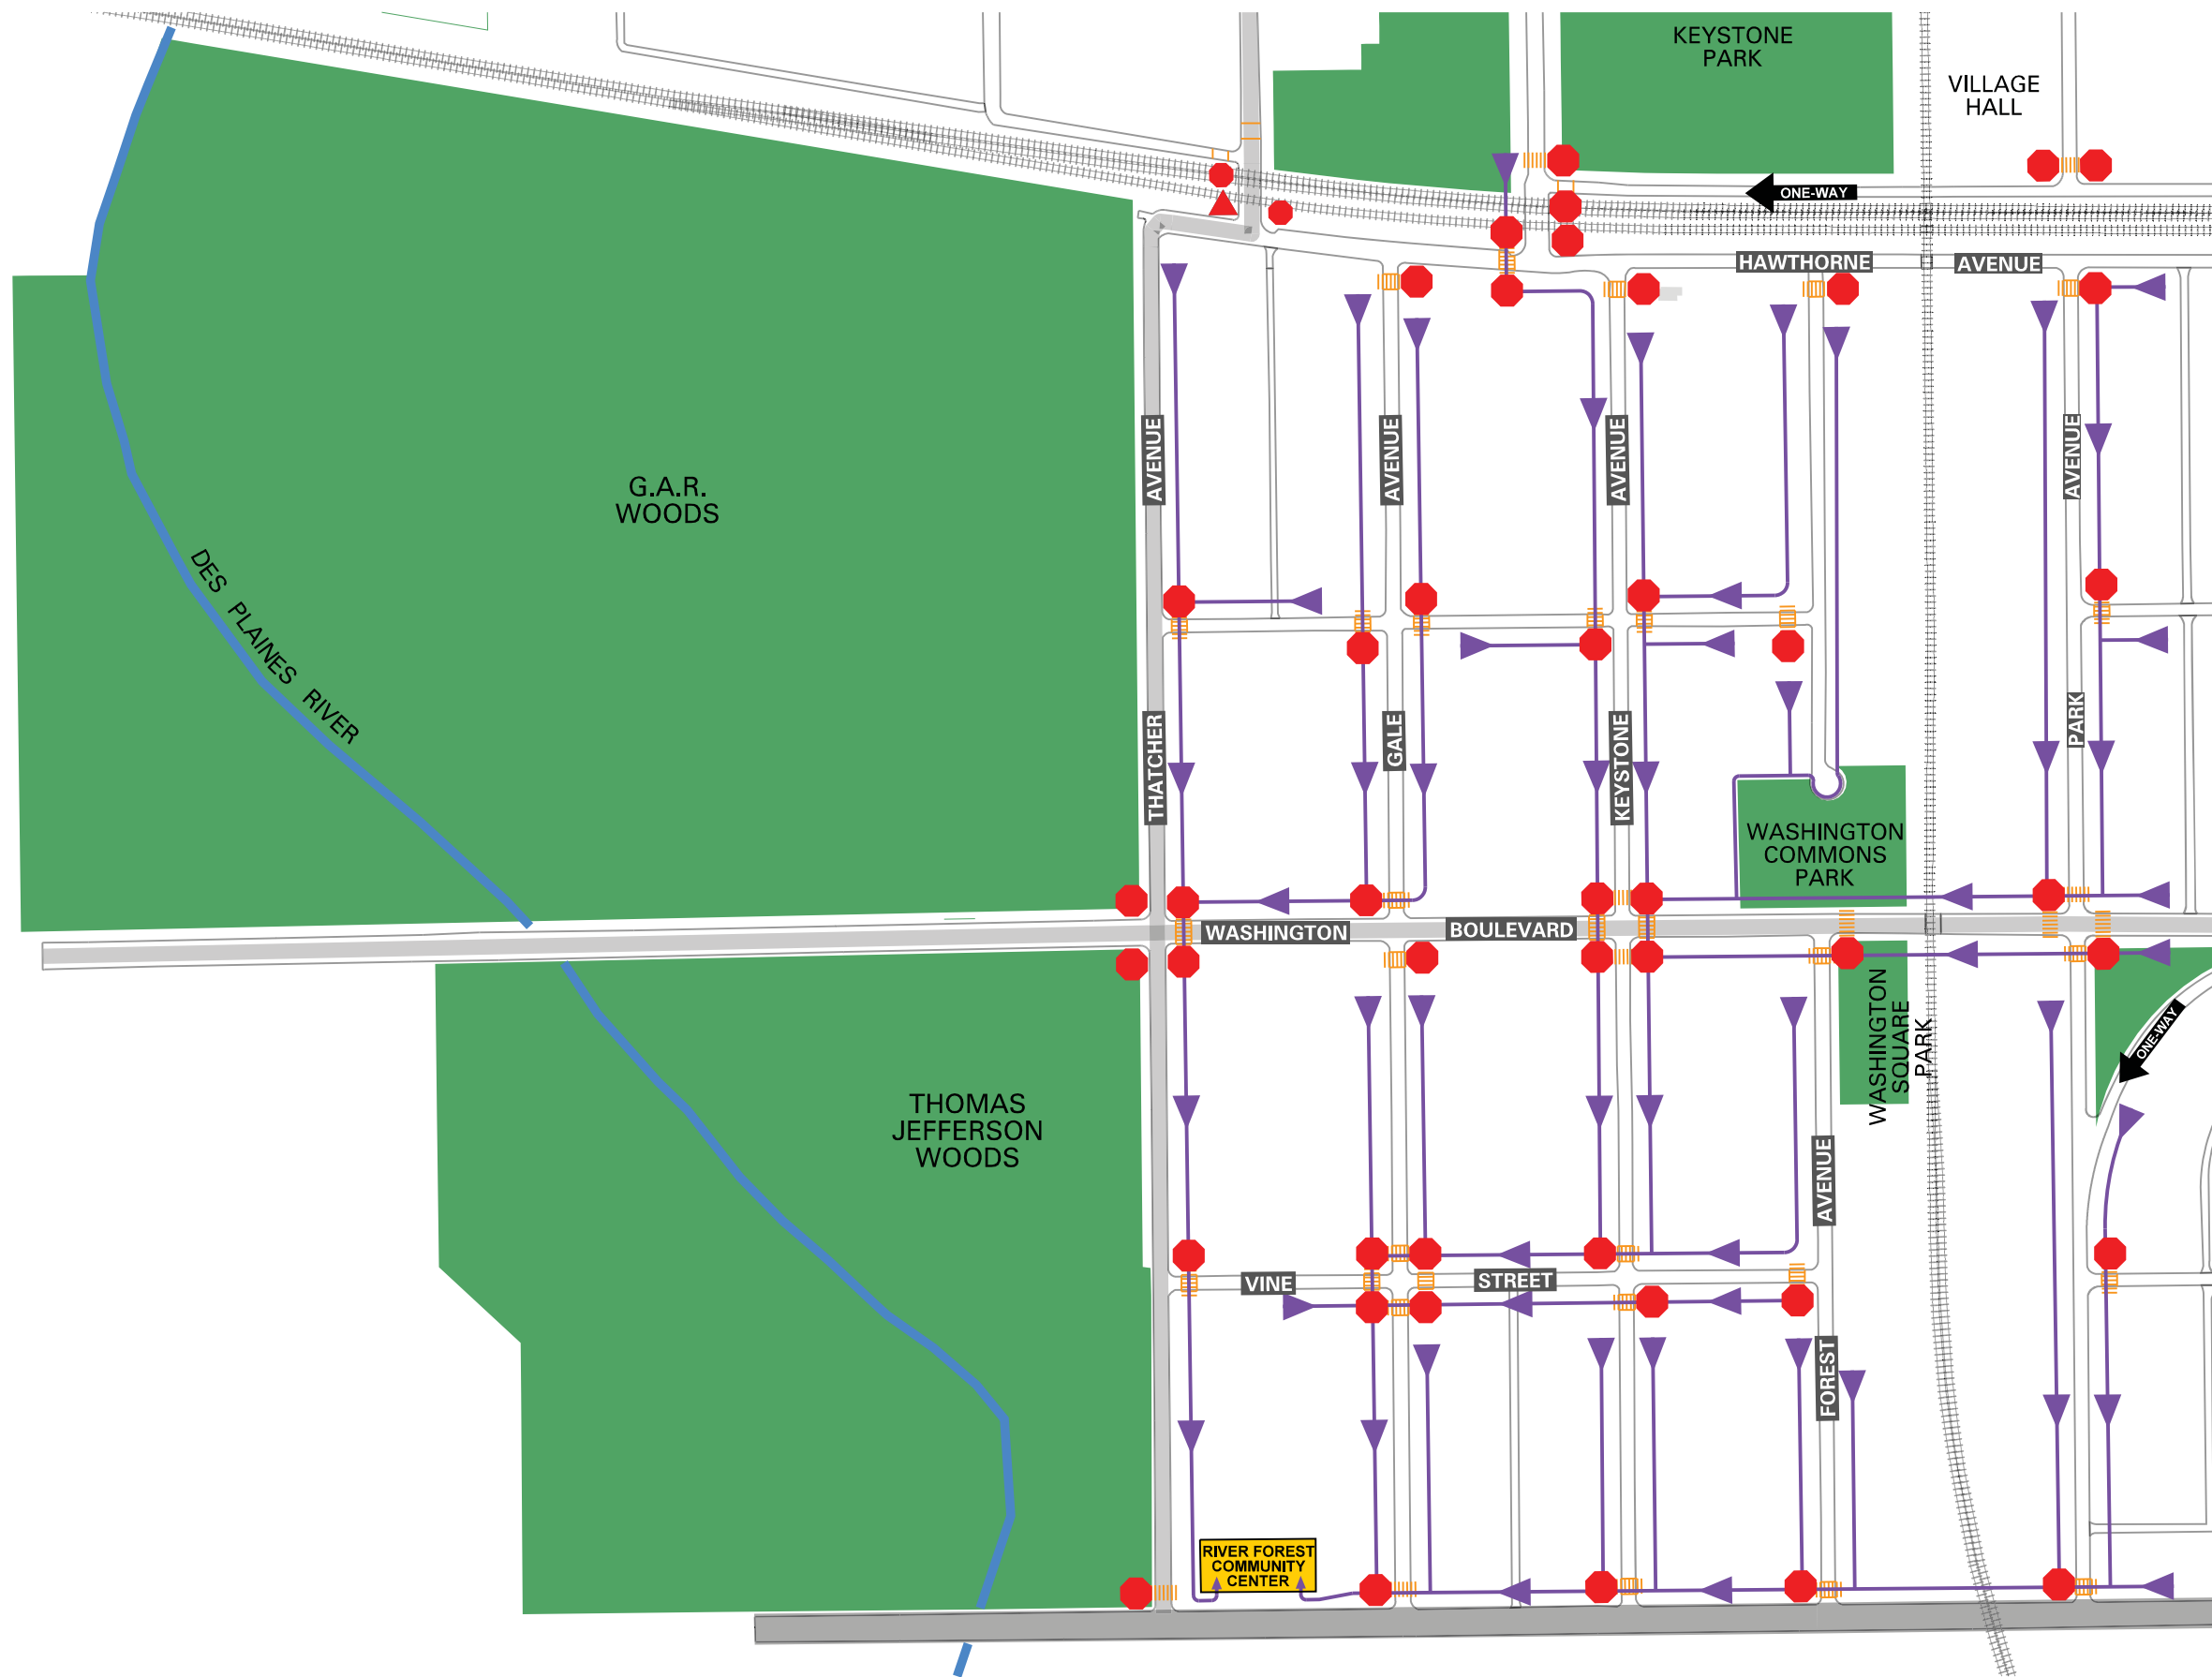 KEYSTONE
PARK
VILLAGE
HALL
ONE-WAY
HAWTHORNE
AVENUE
AVENUE
AVENUE
AVENUE
AVENUE
G.A.R.
WOODS
DES PLAINES RIVER
THATCHER
GALE
KEYSTONE
PARK
WASHINGTON
COMMONS
PARK
WASHINGTON
BOULEVARD
WASHINGTON
SQUARE
PARK
ONE-WAY
THOMAS
JEFFERSON
WOODS
AVENUE
VINE
STREET
FOREST
RIVER FOREST
COMMUNITY
CENTER